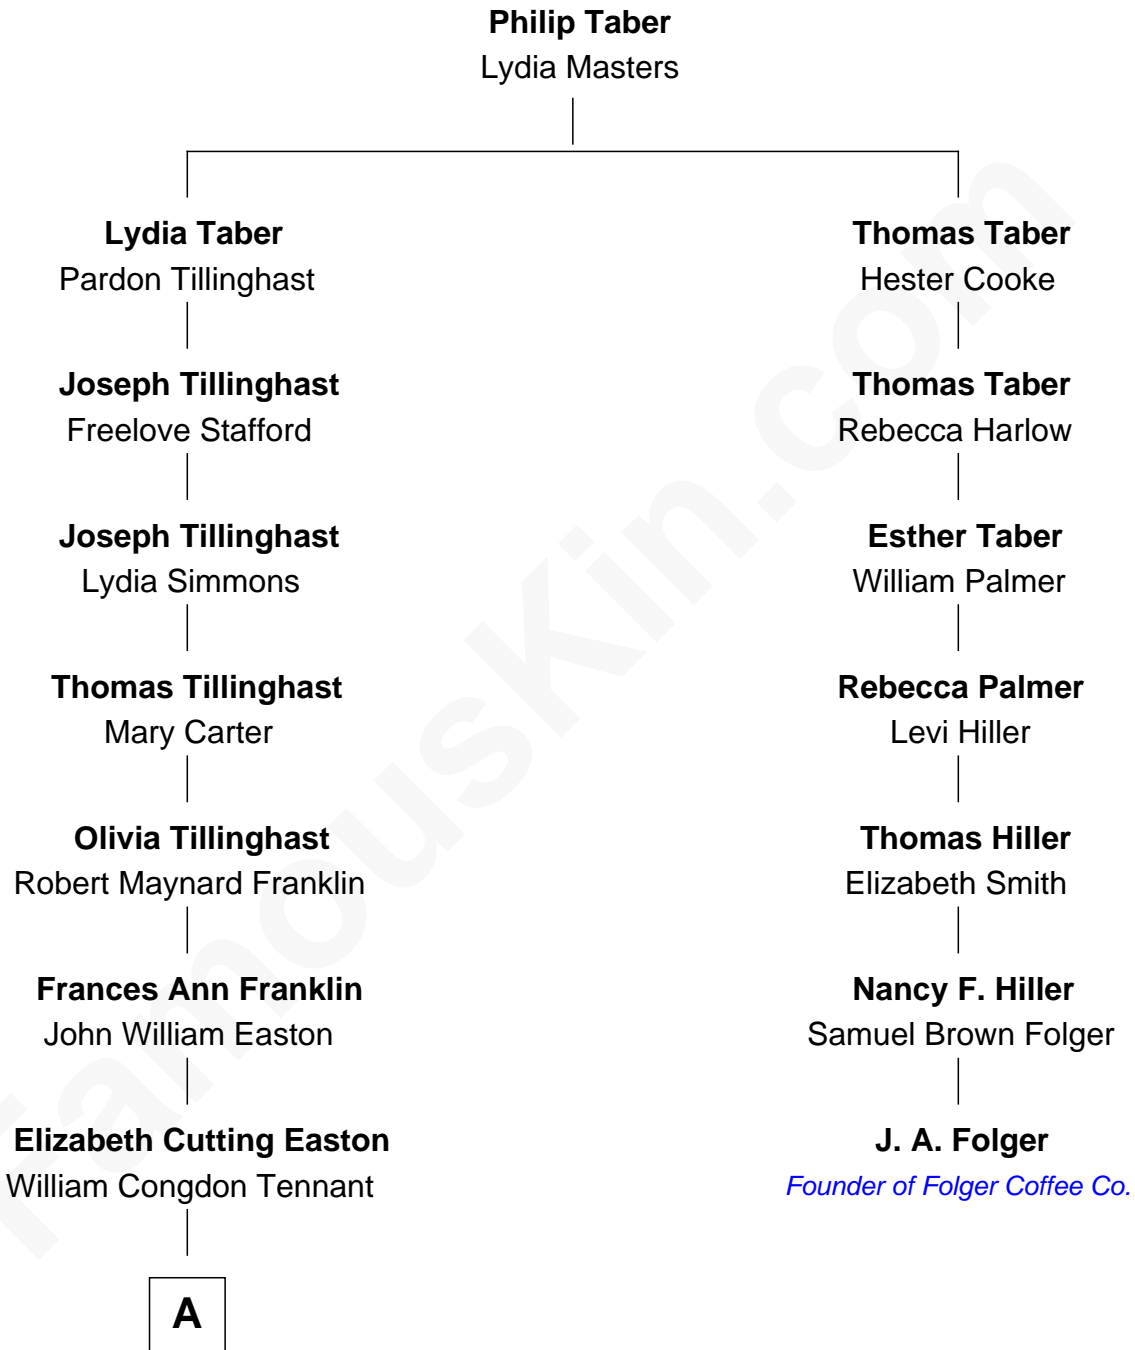 Philip Taber
Lydia Masters
Lydia Taber
Pardon Tillinghast
Thomas Taber
Hester Cooke
Joseph Tillinghast
Freelove Stafford
Thomas Taber
Rebecca Harlow
Joseph Tillinghast
Lydia Simmons
Esther Taber
William Palmer
Thomas Tillinghast
Mary Carter
Rebecca Palmer
Levi Hiller
Olivia Tillinghast
Robert Maynard Franklin
Thomas Hiller
Elizabeth Smith
Frances Ann Franklin
John William Easton
Nancy F. Hiller
Samuel Brown Folger
Elizabeth Cutting Easton
William Congdon Tennant
J. A. Folger
Founder of Folger Coffee Co.
A
FamousKin.com